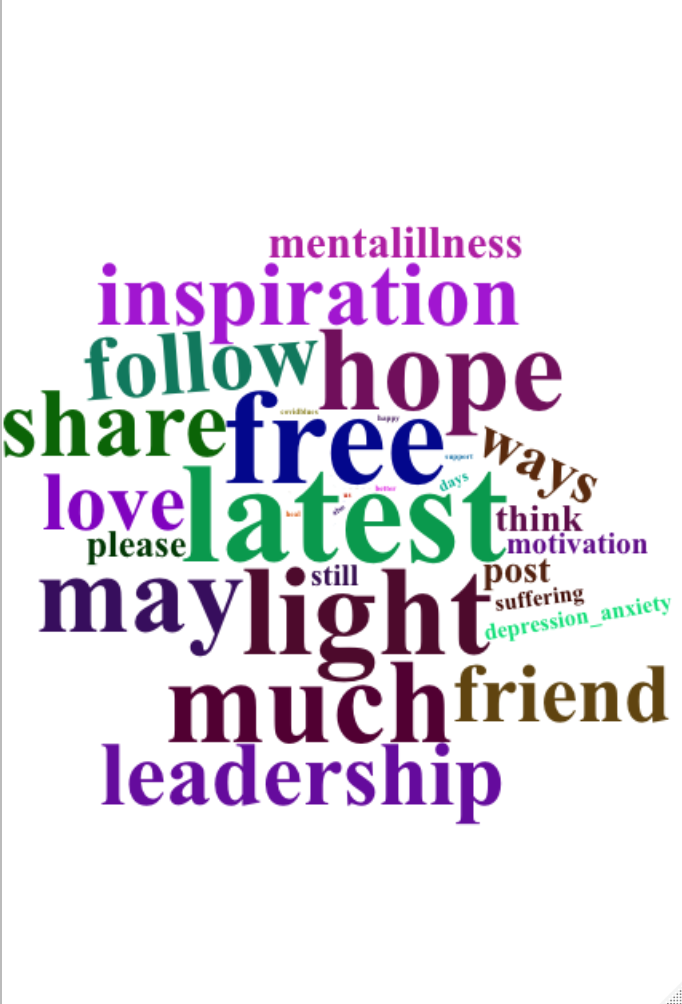 mentalillness
inspiration
follow hope
share free
covidblues
happy
ways
support
love latest
days
better
us
heal
think
please
motivation
may light
still
post
suffering
depression_anxiety
much friend
leadership